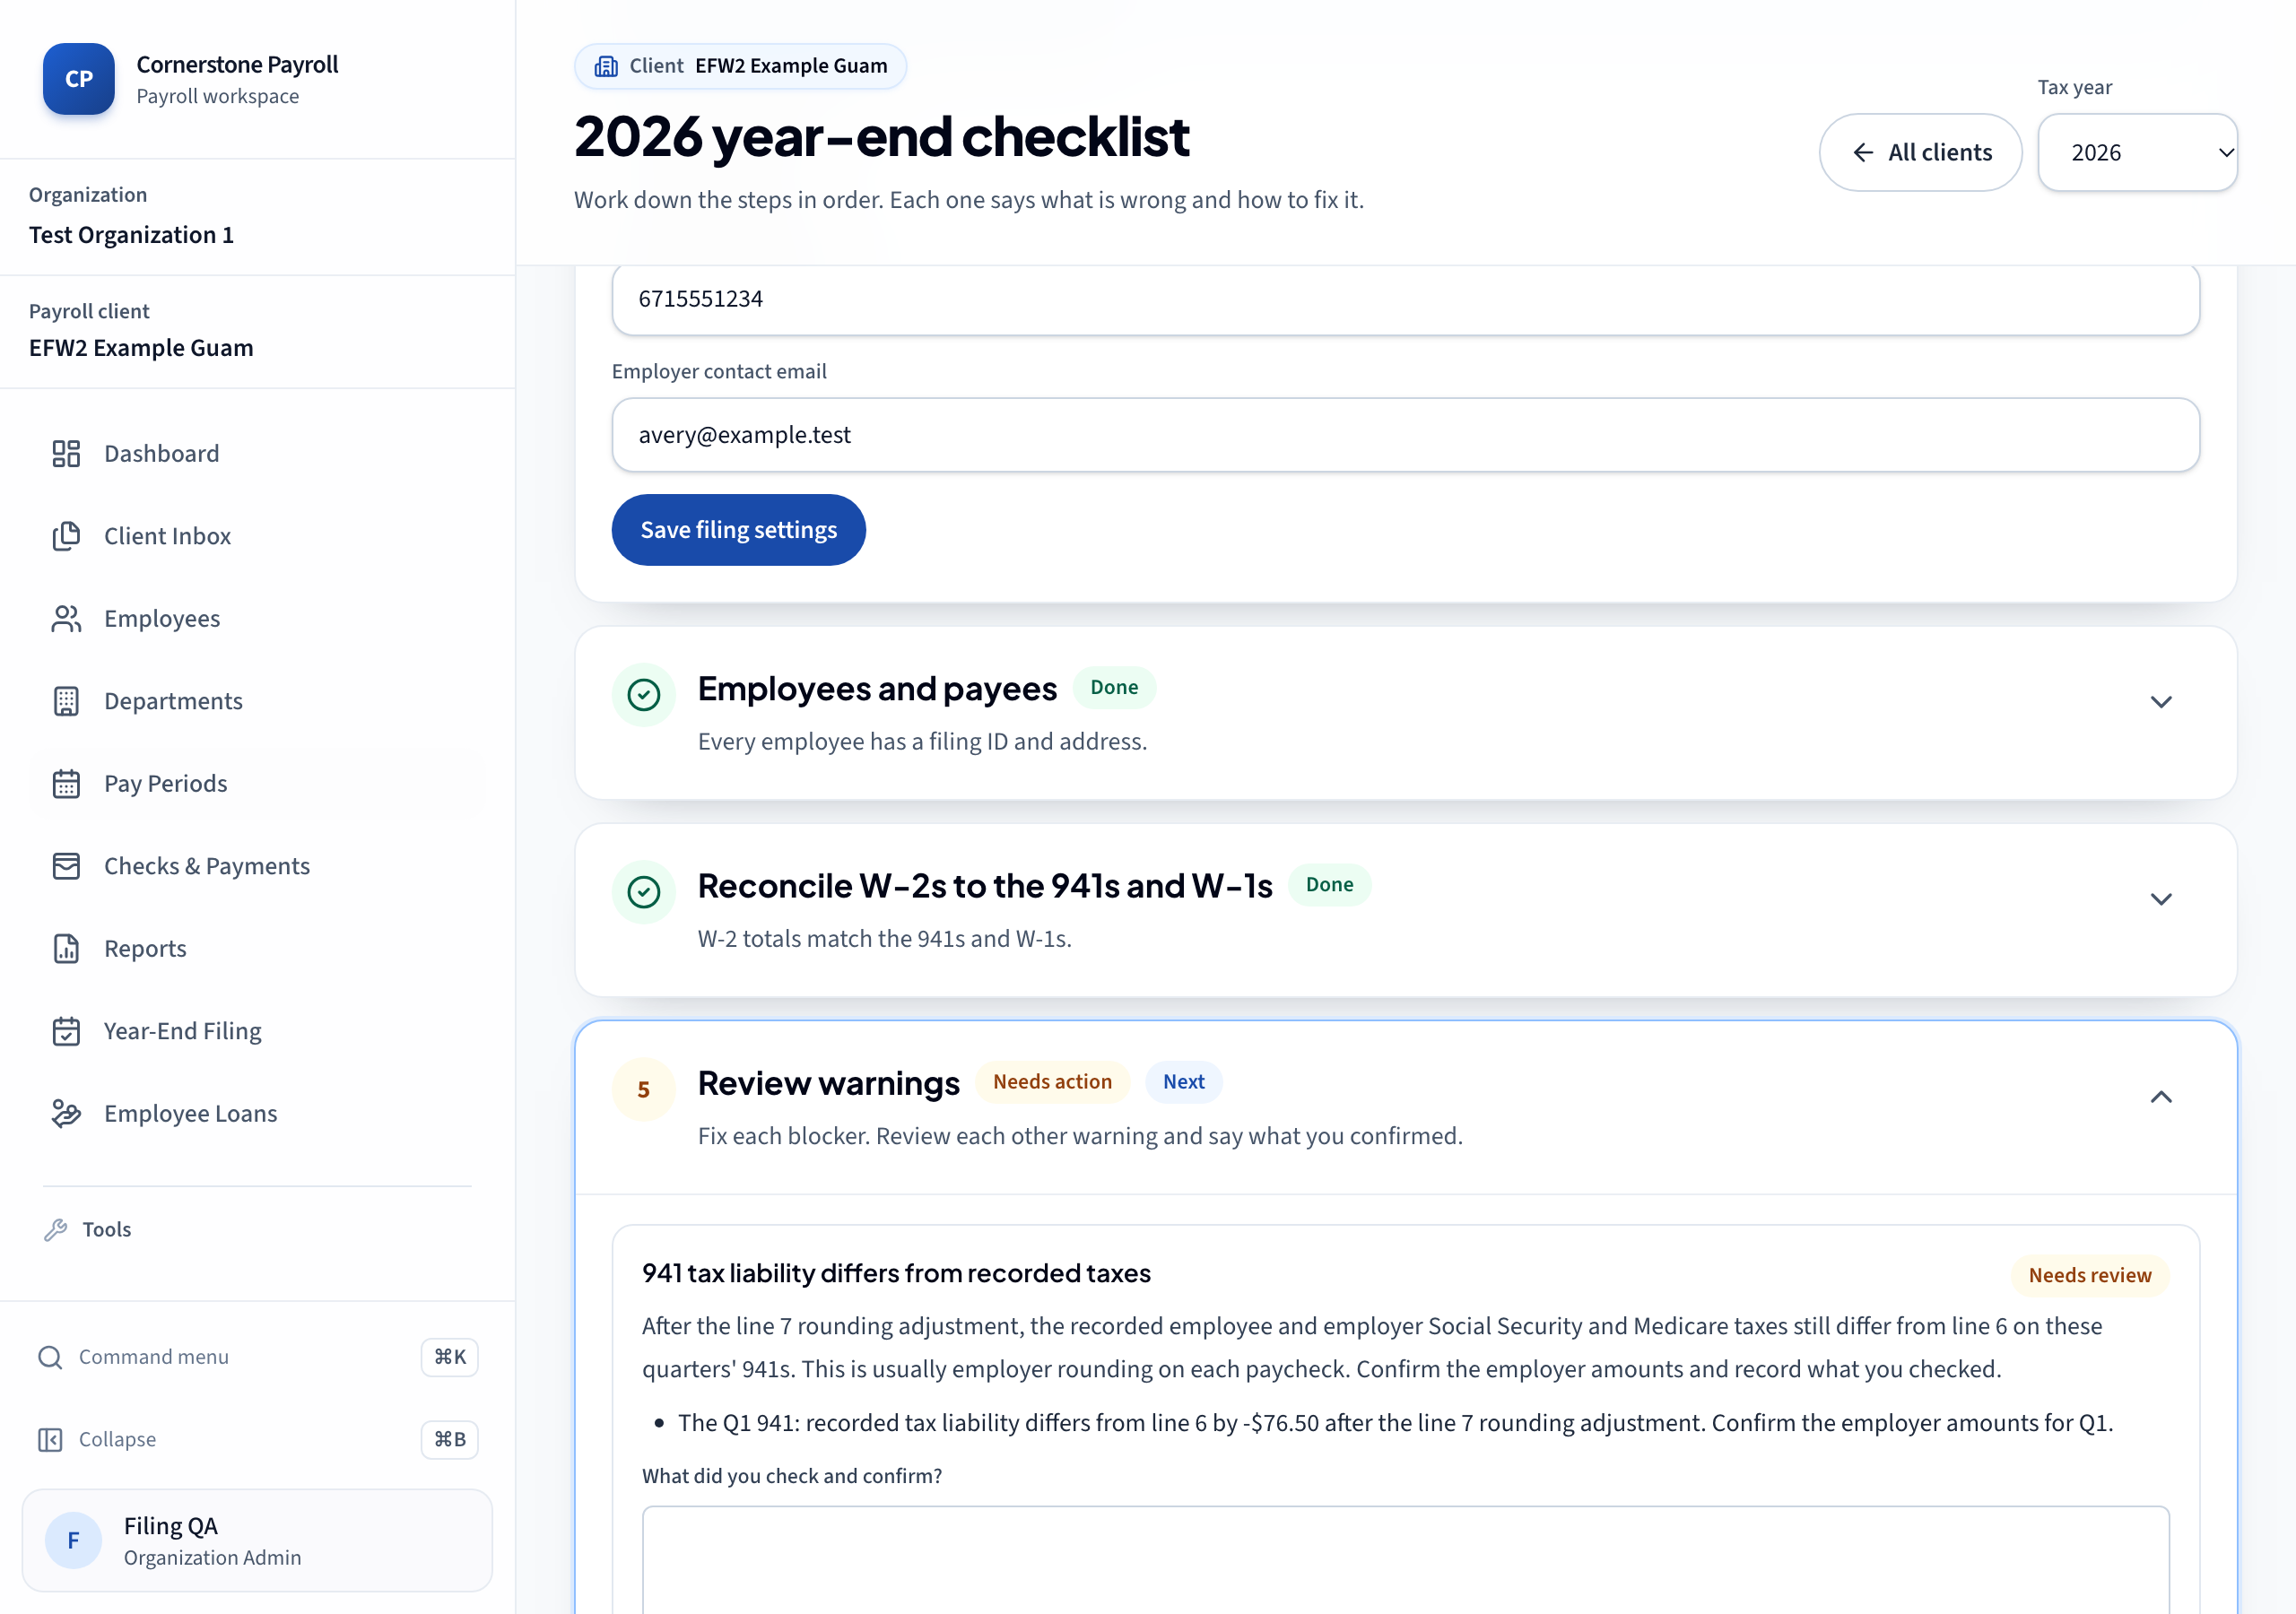 CP
Cornerstone Payroll
Payroll workspace
Organization
Test Organization 1
Payroll client
EFW2 Example Guam
Dashboard
Client Inbox
Employees
Departments
Pay Periods
Checks & Payments
Reports
Year-End Filing
Employee Loans
Tools
Command menu ⌘K
Collapse ⌘B
F
Filing QA
Organization Admin
Client EFW2 Example Guam
2026 year-end checklist
Work down the steps in order. Each one says what is wrong and how to fix it.
All clients
Tax year
2026
6715551234
Employer contact email
avery@example.test
Save filing settings
Employees and payees Done
Every employee has a filing ID and address.
Reconcile W-2s to the 941s and W-1s Done
W-2 totals match the 941s and W-1s.
5 Review warnings Needs action Next
Fix each blocker. Review each other warning and say what you confirmed.
941 tax liability differs from recorded taxes Needs review
After the line 7 rounding adjustment, the recorded employee and employer Social Security and Medicare taxes still differ from line 6 on these
quarters' 941s. This is usually employer rounding on each paycheck. Confirm the employer amounts and record what you checked.
• The Q1 941: recorded tax liability differs from line 6 by -$76.50 after the line 7 rounding adjustment. Confirm the employer amounts for Q1.
What did you check and confirm?